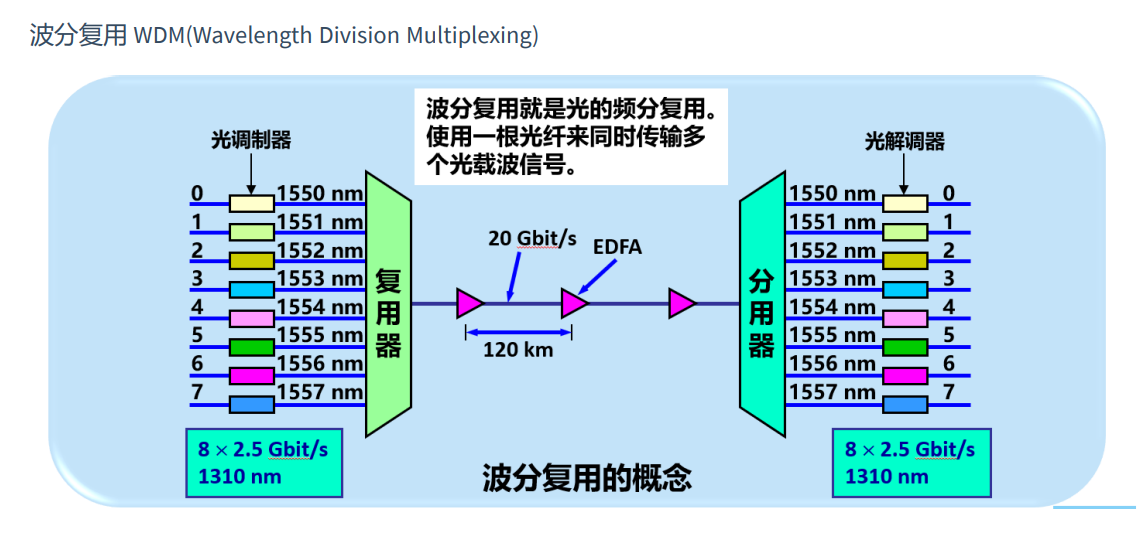 波分复用 WDM(Wavelength Division Multiplexing)
波分复用就是光的频分复用。
使用一根光纤来同时传输多
个光载波信号。
光调制器
光解调器
0 1550 nm
1 1551 nm
2 1552 nm
3 1553 nm
4 1554 nm
5 1555 nm
6 1556 nm
7 1557 nm
复用器
20 Gbit/s
EDFA
120 km
分用器
1550 nm 0
1551 nm 1
1552 nm 2
1553 nm 3
1554 nm 4
1555 nm 5
1556 nm 6
1557 nm 7
8 × 2.5 Gbit/s
1310 nm
波分复用的概念
8 × 2.5 Gbit/s
1310 nm